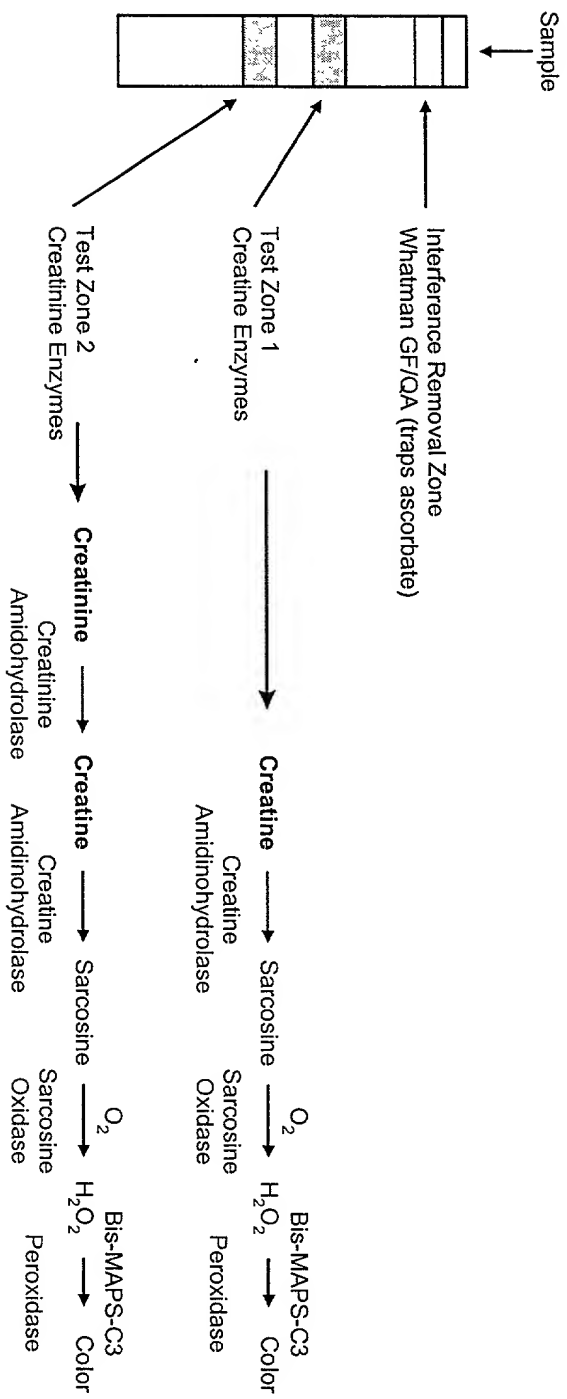 Sample
Interference Removal Zone
Whatman GF/QA (traps ascorbate)
Test Zone 1
Creatine Enzymes
Creatine
Creatine
Amidinohydrolase
Sarcosine
O2
Sarcosine
Oxidase
H2O2
Bis-MAPS-C3
Peroxidase
Color
Test Zone 2
Creatinine Enzymes
Creatinine
Creatinine
Amidohydrolase
Creatine
Creatine
Amidinohydrolase
Sarcosine
O2
Sarcosine
Oxidase
H2O2
Bis-MAPS-C3
Peroxidase
Color